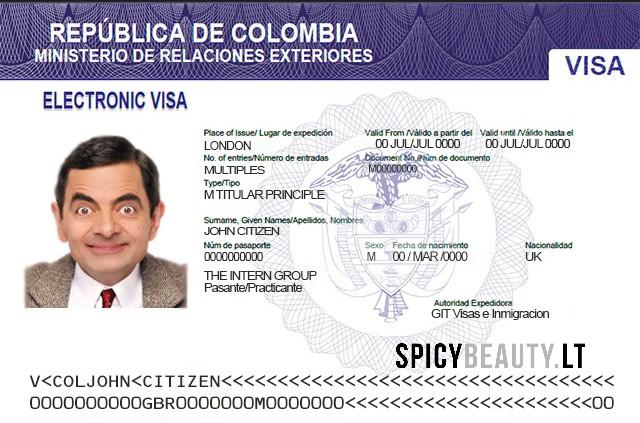 REPÚBLICA DE COLOMBIA
MINISTERIO DE RELACIONES EXTERIORES
VISA
ELECTRONIC VISA
Place of Issue/ Lugar de expedición Valid From /Válido a partir del Valid until /Válido hasta el
LONDON 00 JUL/JUL 0000 00 JUL/JUL 0000
No. of entries/Número de entradas Document No./Núm de documento
MULTIPLES M00000000
Type/Tipo
M TITULAR PRINCIPLE
Surname, Given Names/Apellidos, Nombres
JOHN CITIZEN
Núm de pasaporte Sexo Fecha de nacimiento Nacionalidad
0000000000 M 00 / MAR /0000 UK
THE INTERN GROUP
Pasante/Practicante
Autoridad Expedidora
GIT Visas e Inmigracion
SPICYBEAUTY.LT
V<COLJOHN<CITIZEN<<<<<<<<<<<<<<<<<<<<<<<<<<<
0000000000GBR0000000M0000000<<<<<<<<<<<<<<00